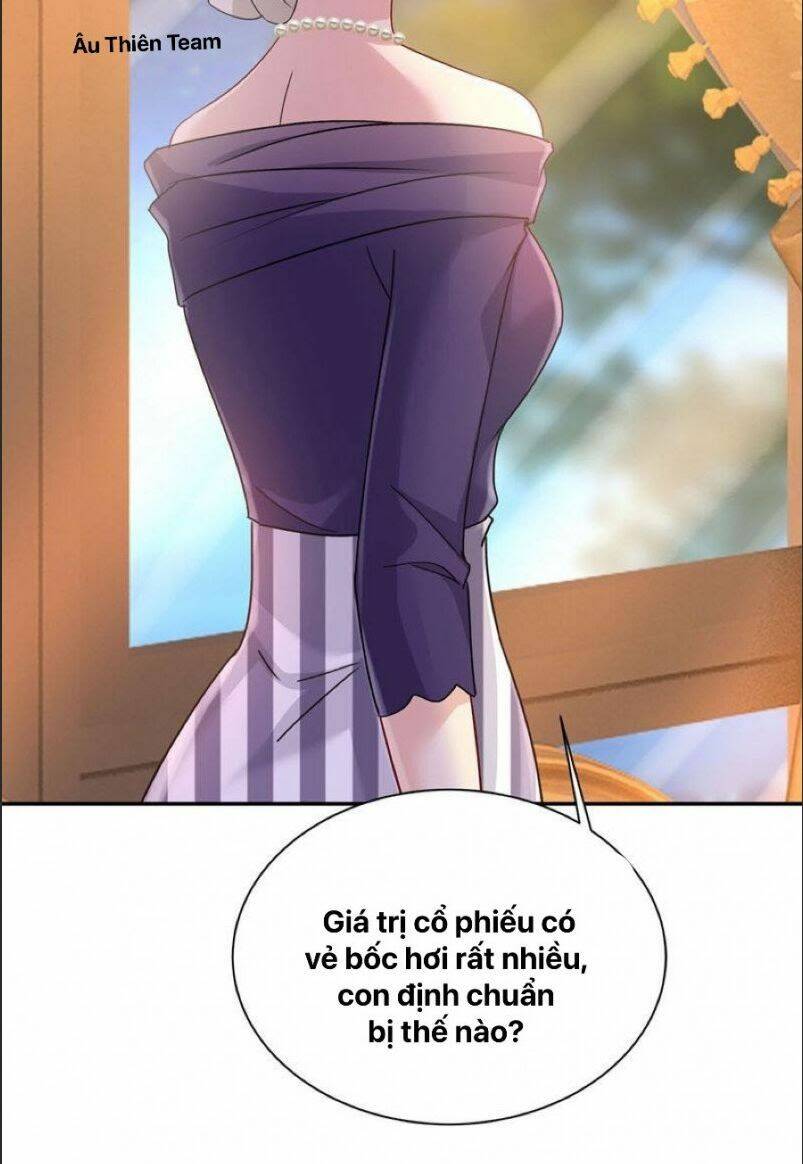 Âu Thiên Team
Giá trị cổ phiếu có
vẻ bốc hơi rất nhiều,
con định chuẩn
bị thế nào?